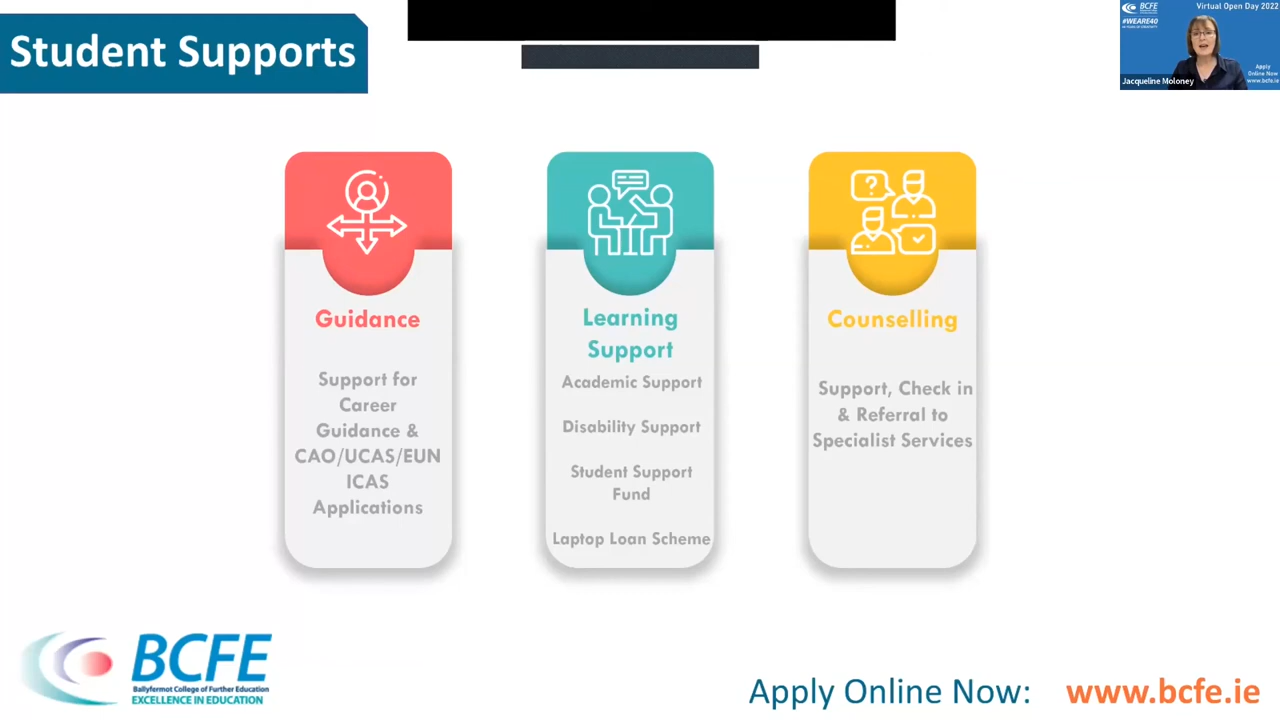 Student Supports
BCFE
Virtual Open Day 2022
#WEARE40
Apply
Online Now
www.bcfe.ie
Jacqueline Moloney
Guidance
Support for
Career
Guidance &
CAO/UCAS/EUN
ICAS
Applications
Learning
Support
Academic Support
Disability Support
Student Support
Fund
Laptop Loan Scheme
Counselling
Support, Check in
& Referral to
Specialist Services
BCFE
Ballyfermot College of Further Education
EXCELLENCE IN EDUCATION
Apply Online Now: www.bcfe.ie